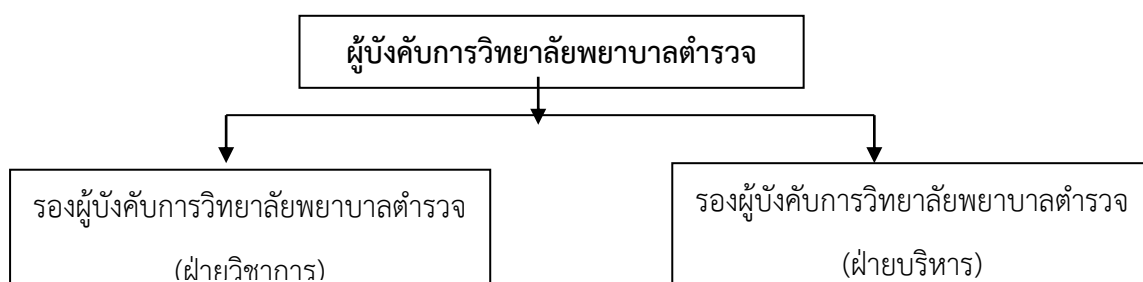 ผู้บังคับการวิทยาลัยพยาบาลตำรวจ
รองผู้บังคับการวิทยาลัยพยาบาลตำรวจ
(ฝ่ายวิชาการ)
รองผู้บังคับการวิทยาลัยพยาบาลตำรวจ
(ฝ่ายบริหาร)